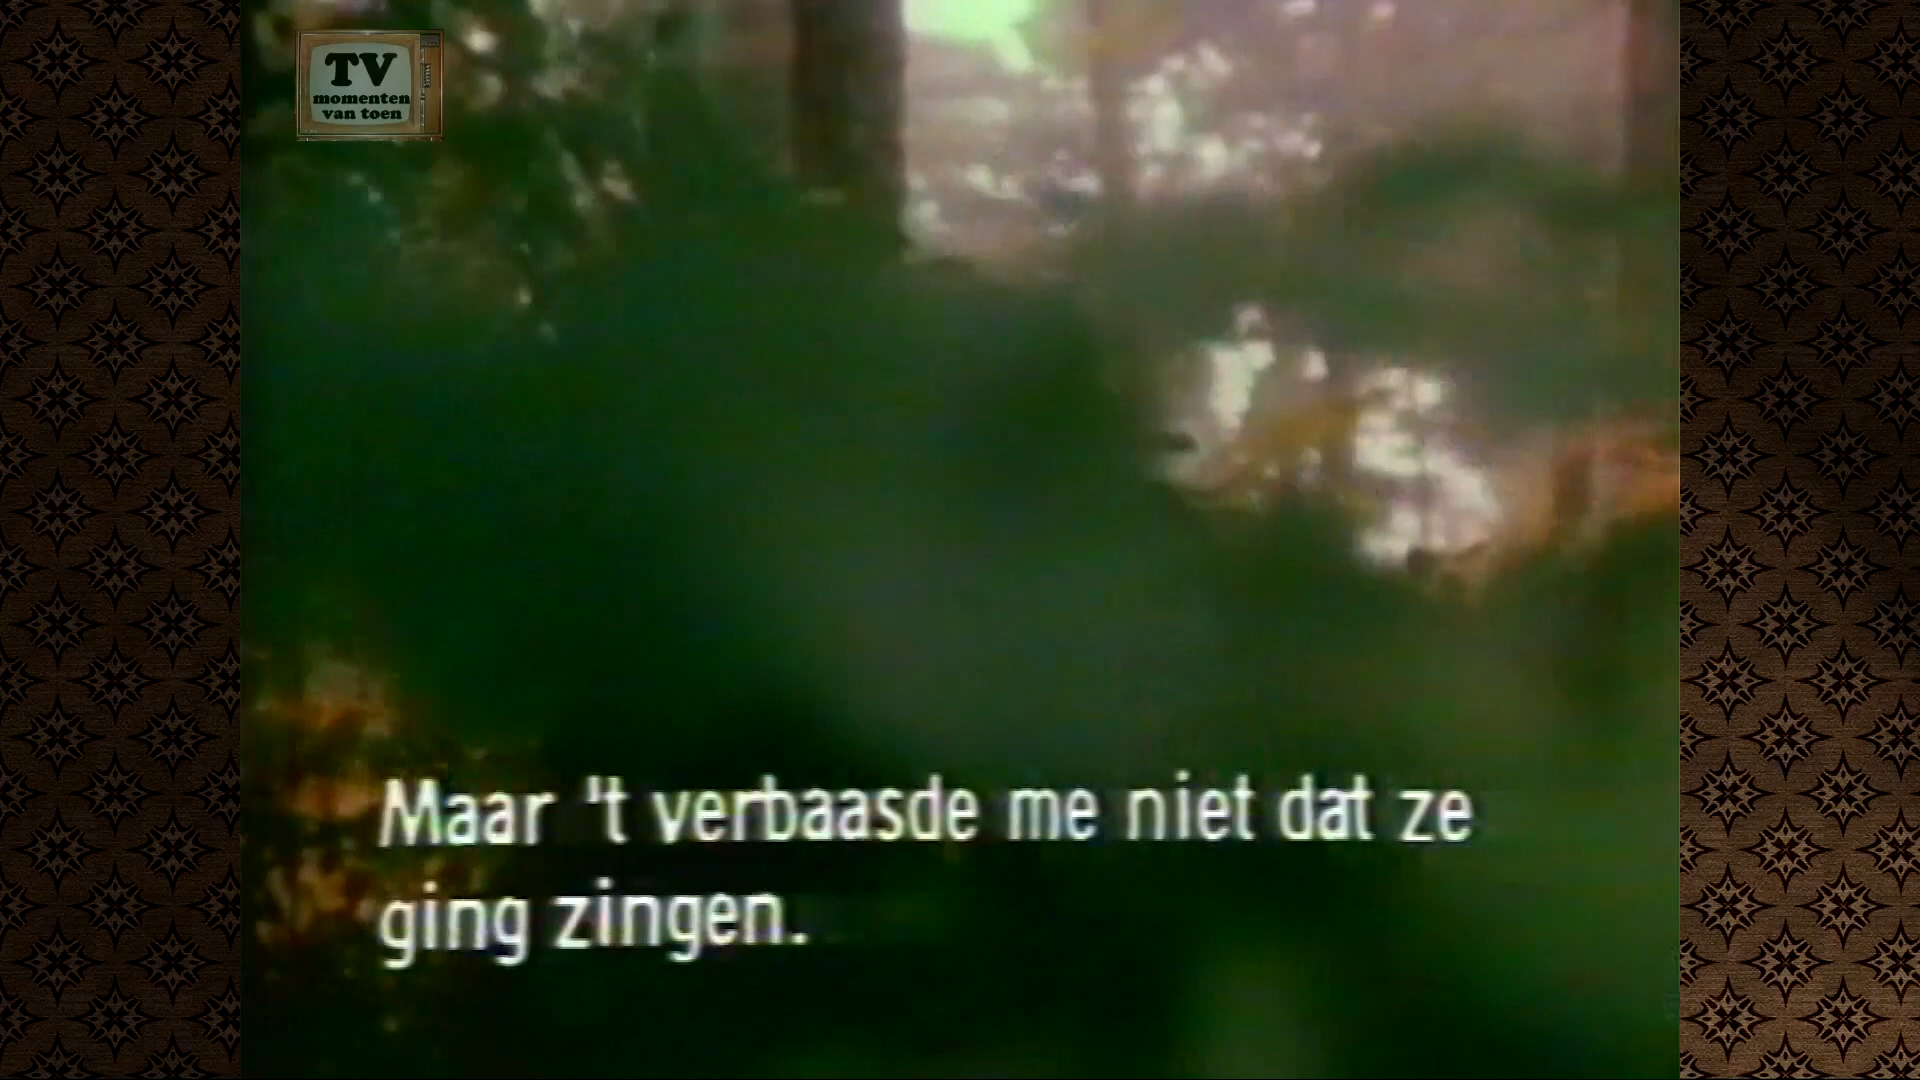 TV
momenten
van toen
Maar 't verbaasde me niet dat ze
ging zingen.